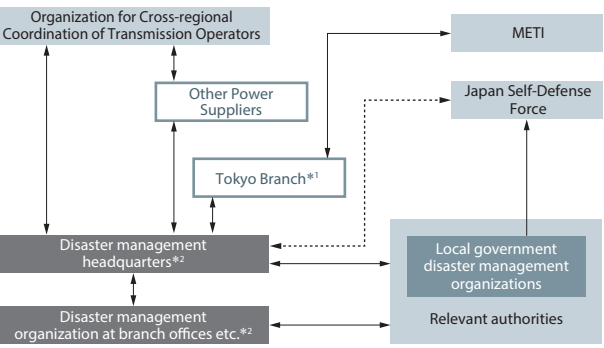 Organization for Cross-regional
Coordination of Transmission Operators
METI
Other Power
Suppliers
Japan Self-Defense
Force
Tokyo Branch*1
Disaster management
headquarters*2
Local government
disaster management
organizations
Disaster management
organization at branch offices etc.*2
Relevant authorities